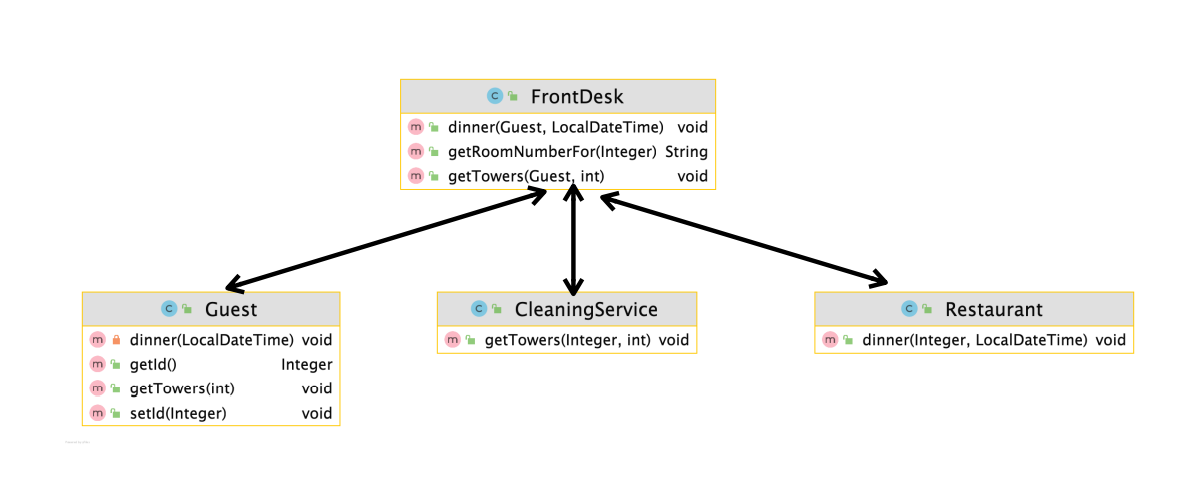 C FrontDesk
m dinner(Guest, LocalDateTime) void
m getRoomNumberFor(Integer) String
m getTowers(Guest, int) void
C Guest
m dinner(LocalDateTime) void
m getId() Integer
m getTowers(int) void
m setId(Integer) void
C CleaningService
m getTowers(Integer, int) void
C Restaurant
m dinner(Integer, LocalDateTime) void